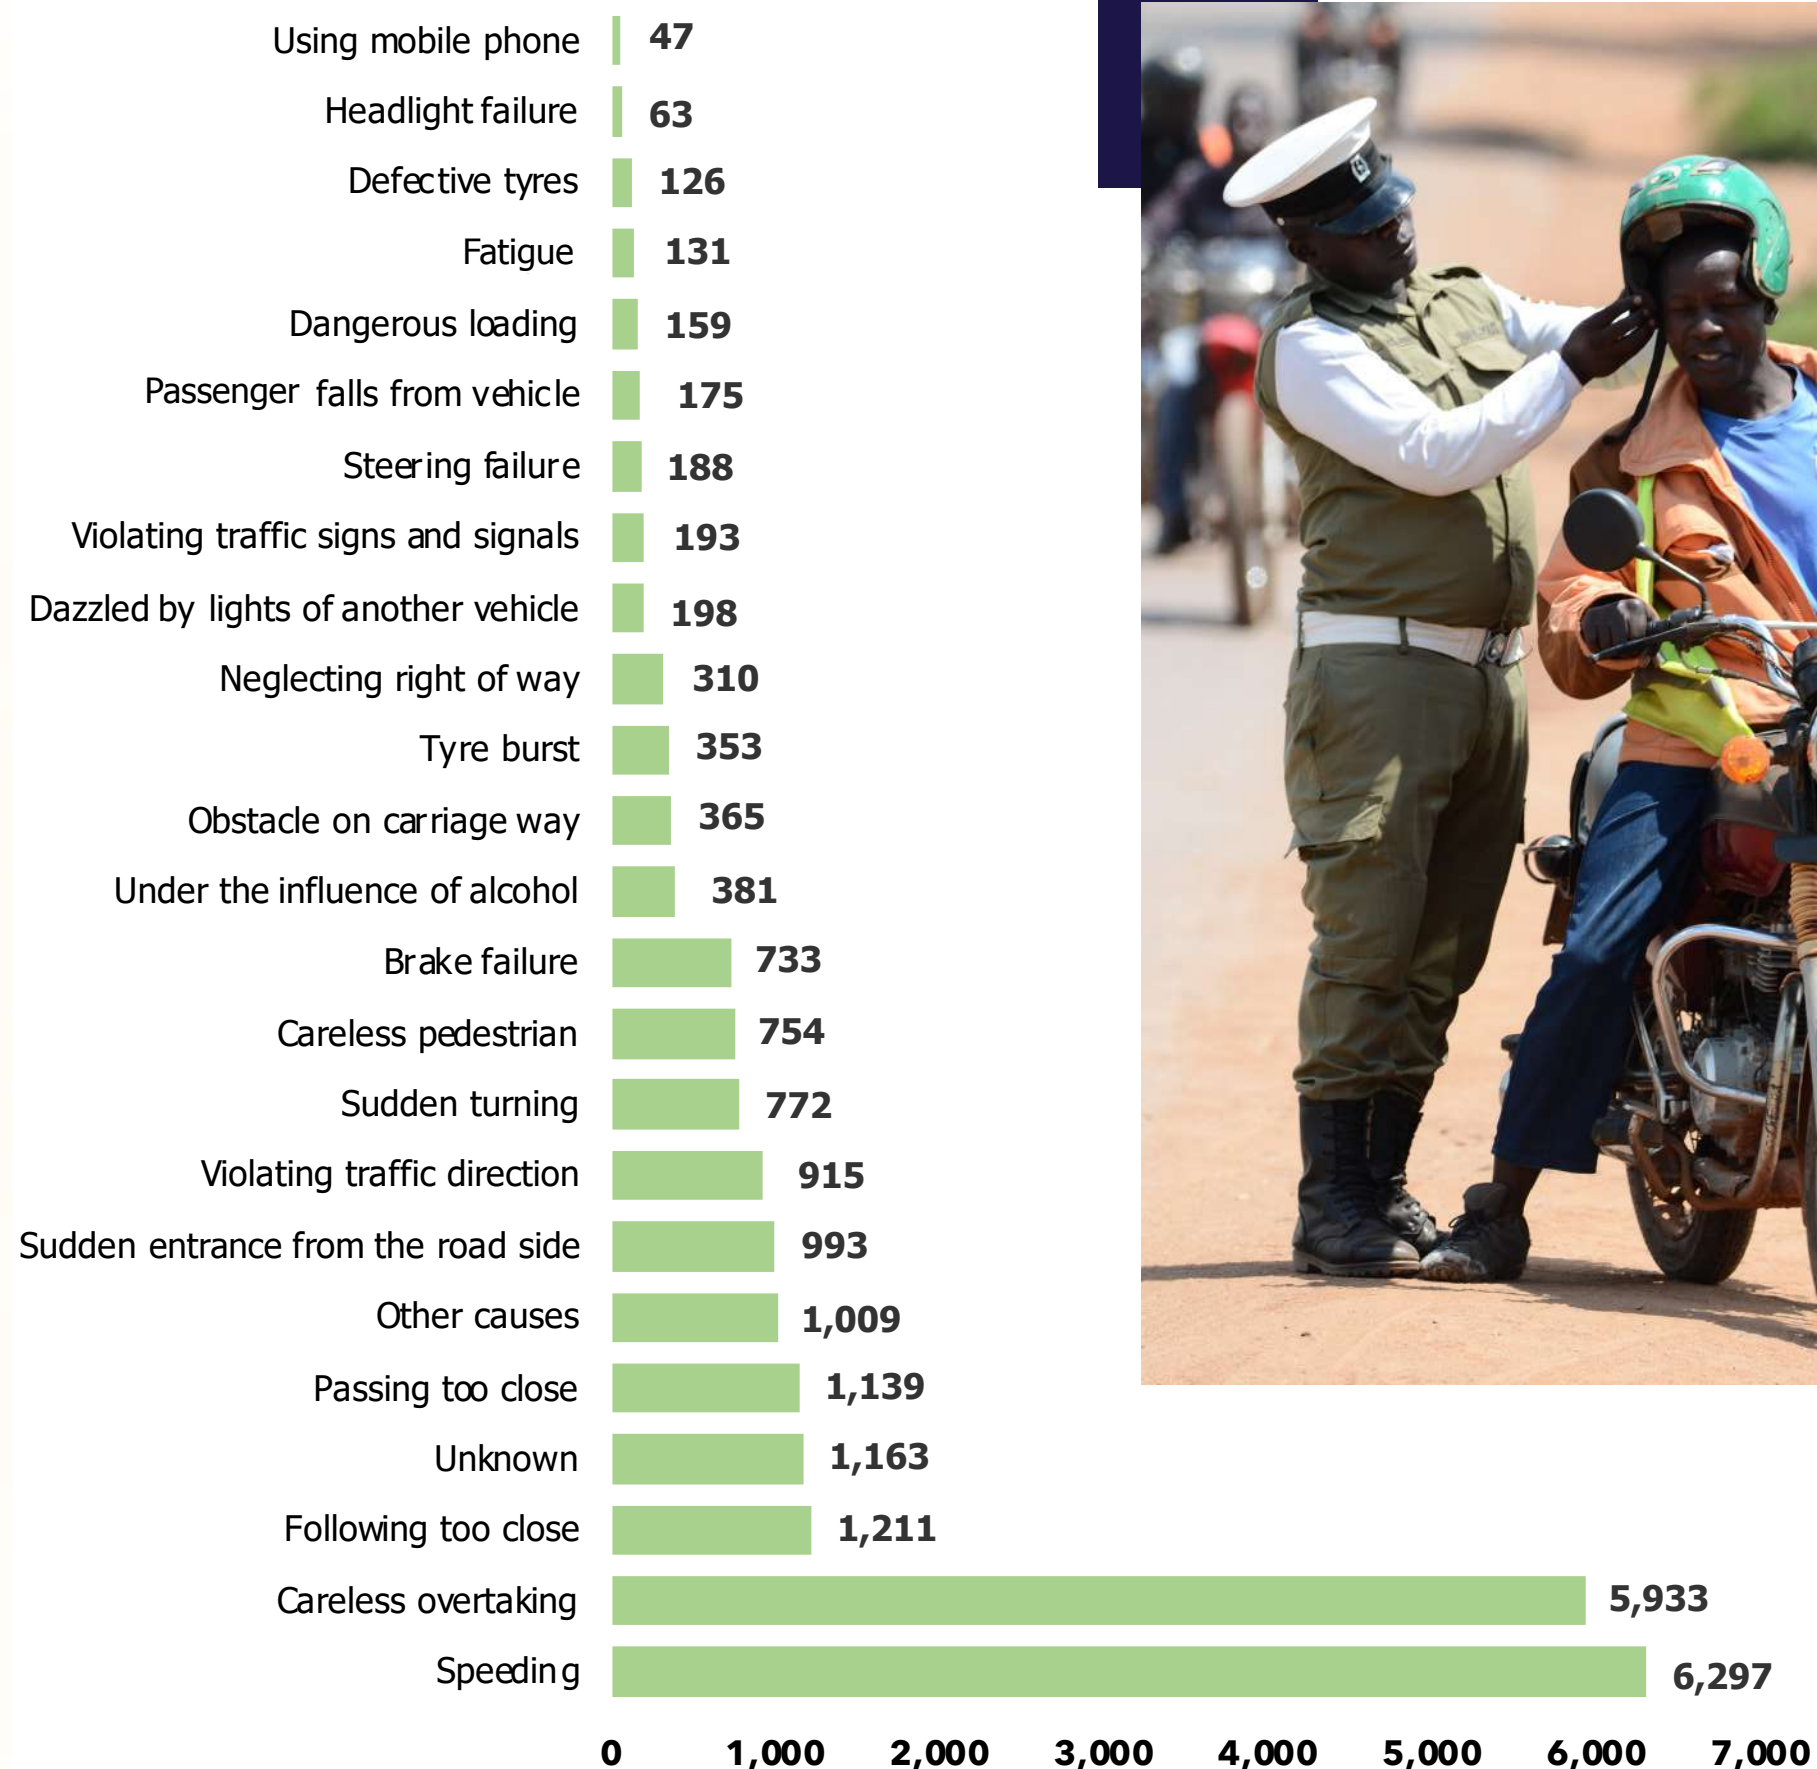 Using mobile phone 47
Headlight failure 63
Defective tyres 126
Fatigue 131
Dangerous loading 159
Passenger falls from vehicle 175
Steering failure 188
Violating traffic signs and signals 193
Dazzled by lights of another vehicle 198
Neglecting right of way 310
Tyre burst 353
Obstacle on carriage way 365
Under the influence of alcohol 381
Brake failure 733
Careless pedestrian 754
Sudden turning 772
Violating traffic direction 915
Sudden entrance from the road side 993
Other causes 1,009
Passing too close 1,139
Unknown 1,163
Following too close 1,211
Careless overtaking 5,933
Speeding 6,297
0 1,000 2,000 3,000 4,000 5,000 6,000 7,000